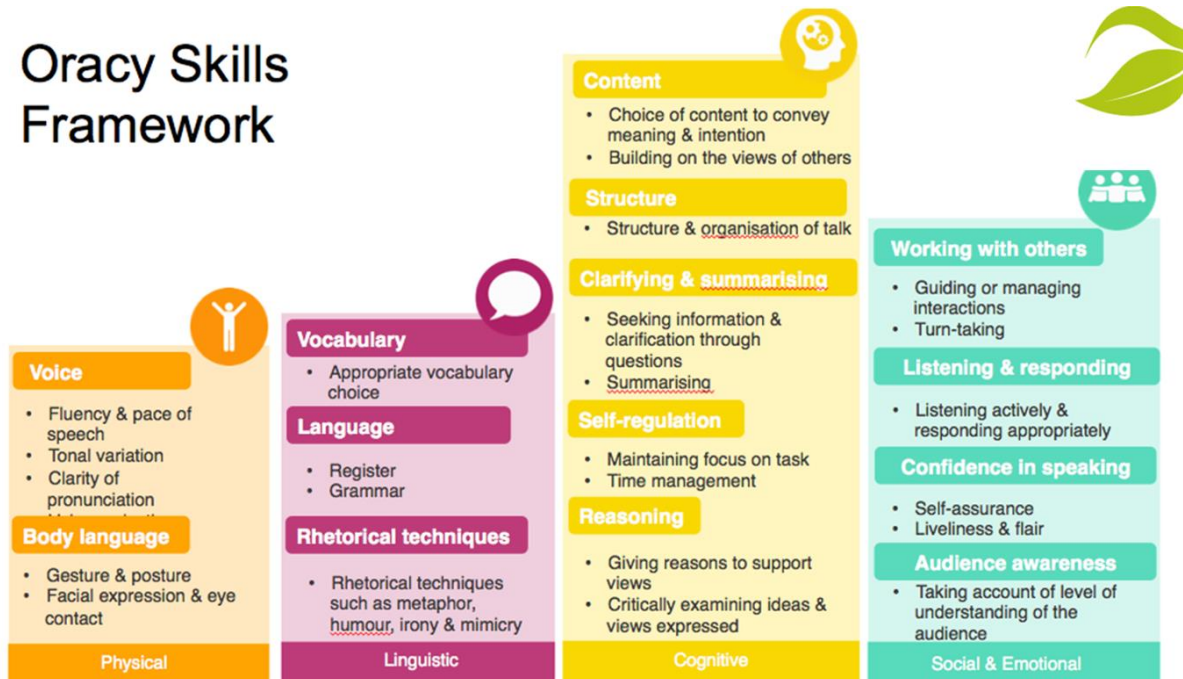 Oracy Skills
Framework
Voice
• Fluency & pace of
speech
• Tonal variation
• Clarity of
pronunciation
Body language
• Gesture & posture
• Facial expression & eye
contact
Physical
Vocabulary
• Appropriate vocabulary
choice
Language
• Register
• Grammar
Rhetorical techniques
• Rhetorical techniques
such as metaphor,
humour, irony & mimicry
Linguistic
Content
• Choice of content to convey
meaning & intention
• Building on the views of others
Structure
• Structure & organisation of talk
Clarifying & summarising
• Seeking information &
clarification through
questions
• Summarising
Self-regulation
• Maintaining focus on task
• Time management
Reasoning
• Giving reasons to support
views
• Critically examining ideas &
views expressed
Cognitive
Working with others
• Guiding or managing
interactions
• Turn-taking
Listening & responding
• Listening actively &
responding appropriately
Confidence in speaking
• Self-assurance
• Liveliness & flair
Audience awareness
• Taking account of level of
understanding of the
audience
Social & Emotional